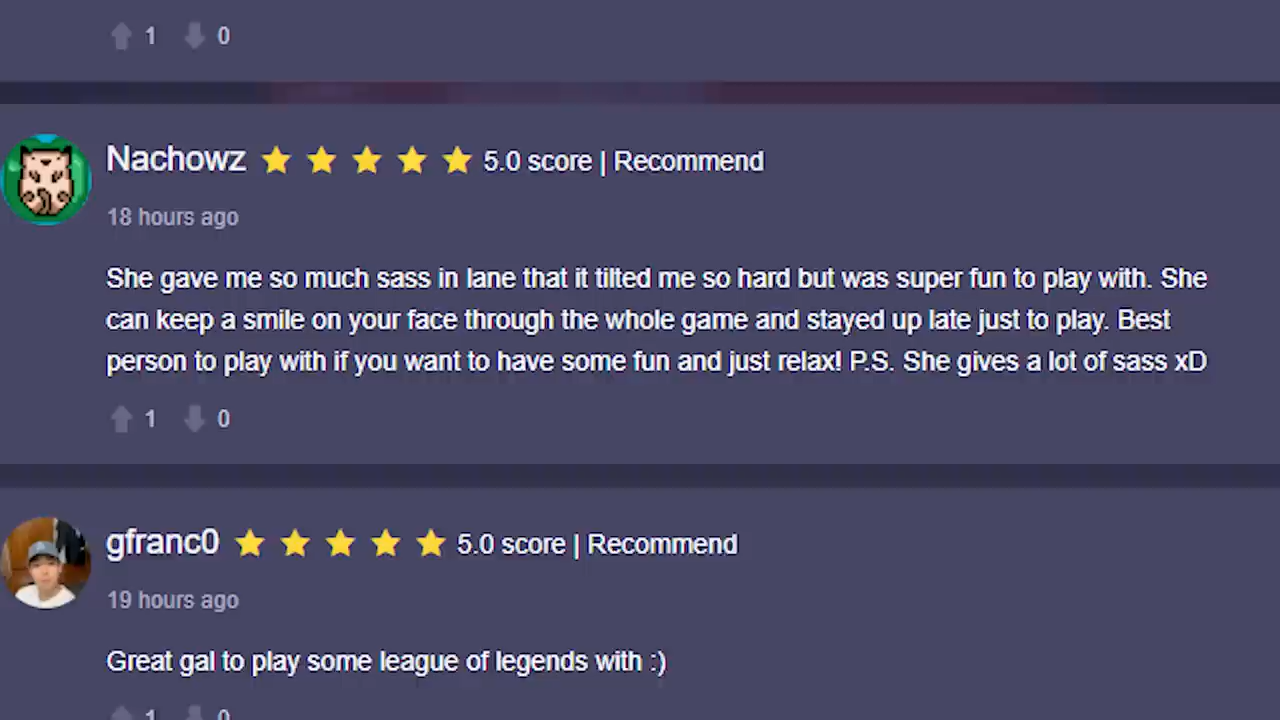 1 0
Nachowz 5.0 score | Recommend
18 hours ago
She gave me so much sass in lane that it tilted me so hard but was super fun to play with. She
can keep a smile on your face through the whole game and stayed up late just to play. Best
person to play with if you want to have some fun and just relax! P.S. She gives a lot of sass xD
1 0
gfranc0 5.0 score | Recommend
19 hours ago
Great gal to play some league of legends with :)
1 0